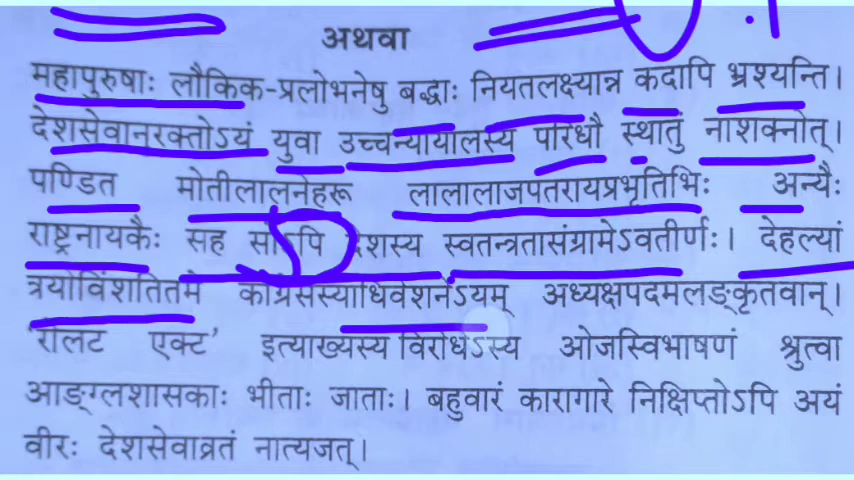 अथवा
महापुरुषाः लौकिक-प्रलोभनेषु बद्धाः नियतलक्ष्यान्न कदापि भ्रश्यन्ति।
देशसेवानुरक्तोऽयं युवा उच्चन्यायालस्य परिधौ स्थातुं नाशक्नोत्।
पण्डित मोतीलालनेहरू लालालाजपतरायप्रभृतिभिः अन्यैः
राष्ट्रनायकैः सह सोऽपि देशस्य स्वतन्त्रतासंग्रामेऽवतीर्णः। देहल्यां
त्रयोविंशतितमे कांग्रेसस्याधिवेशनेऽयम् अध्यक्षपदमलङ्कृतवान्।
'रोलट एक्ट' इत्याख्यस्य विरोधेऽस्य ओजस्विभाषणं श्रुत्वा
आङ्ग्लशासकाः भीताः जाताः। बहुवारं कारागारे निक्षिप्तोऽपि अयं
वीरः देशसेवाव्रतं नात्यजत्।